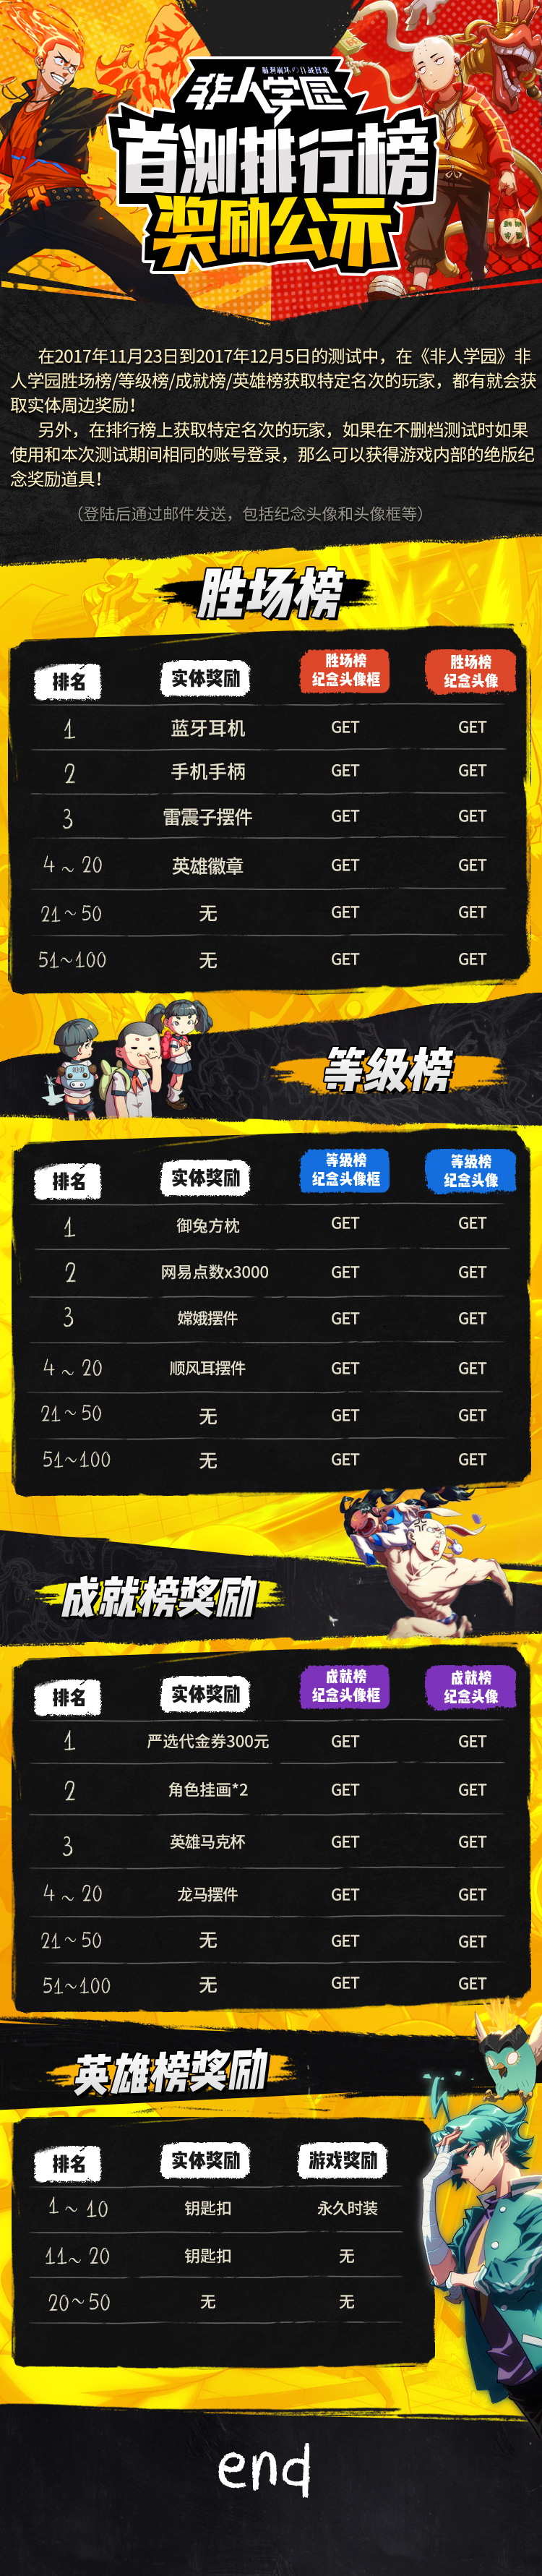 非人学园
首测排行榜
奖励公示
在2017年11月23日到2017年12月5日的测试中，在《非人学园》非
人学园胜场榜/等级榜/成就榜/英雄榜获取特定名次的玩家，都有就会获
取实体周边奖励！
另外，在排行榜上获取特定名次的玩家，如果在不删档测试时如果
使用和本次测试期间相同的账号登录，那么可以获得游戏内部的绝版纪
念奖励道具！
（登陆后通过邮件发送，包括纪念头像和头像框等）
胜场榜
排名 实体奖励 胜场榜纪念头像框 胜场榜纪念头像
1 蓝牙耳机 GET GET
2 手机手柄 GET GET
3 雷震子摆件 GET GET
4～20 英雄徽章 GET GET
21~50 无 GET GET
51~100 无 GET GET
等级榜
排名 实体奖励 等级榜纪念头像框 等级榜纪念头像
1 御兔方枕 GET GET
2 网易点数x3000 GET GET
3 嫦娥摆件 GET GET
4～20 顺风耳摆件 GET GET
21~50 无 GET GET
51~100 无 GET GET
成就榜奖励
排名 实体奖励 成就榜纪念头像框 成就榜纪念头像
1 严选代金券300元 GET GET
2 角色挂画*2 GET GET
3 英雄马克杯 GET GET
4～20 龙马摆件 GET GET
21~50 无 GET GET
51~100 无 GET GET
英雄榜奖励
排名 实体奖励 游戏奖励
1～10 钥匙扣 永久时装
11~20 钥匙扣 无
20~50 无 无
end